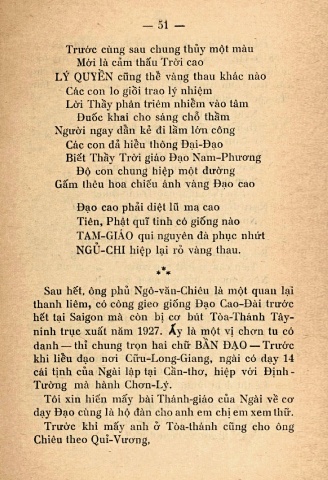 — 51 —
Trước cùng sau chung thủy một màu
Mới là cảm thấu Trời cao
LÝ QUYỀN cũng thể vàng thau khác nào
Các con lo giồi trao lý nhiệm
Lời Thầy phân triêm nhiễm vào tâm
Đuốc khai cho sáng chỗ thầm
Người ngay dẫn kẻ đi lầm lớn công
Các con đã hiểu thông Đại-Đạo
Biết Thầy Trời giáo Đạo Nam-Phương
Độ con chung hiệp một đường
Gấm thêu hoa chiếu ánh vàng Đạo cao
Đạo cao phải diệt lũ ma cao
Tiên, Phật quĩ tinh có giống nào
TAM-GIÁO qui nguyên đà phục nhứt
NGŨ-CHI hiệp lại rỏ vàng thau.
***
Sau hết, ông phủ Ngô-văn-Chiêu là một quan lại
thanh liêm, có công gieo giống Đạo Cao-Đài trước
hết tại Saigon mà còn bị cơ bút Tòa-Thánh Tây-
ninh trục xuất năm 1927. Ấy là một vị chơn tu có
danh — thì chung trọn hai chữ BẦN ĐẠO — Trước
khi liểu đạo nơi Cữu-Long-Giang, ngài có dạy 14
cái tịnh của Ngài lập tại Cần-thơ, hiệp với Định-
Tường mà hành Chơn-Lý.
Tôi xin hiến mấy bài Thánh-giáo của Ngài về cơ
dạy Đạo cùng là hộ đàn cho anh em chị em xem thử.
Trước khi mấy anh ở Tòa-thánh cũng cho ông
Chiêu theo Quỉ-Vương,